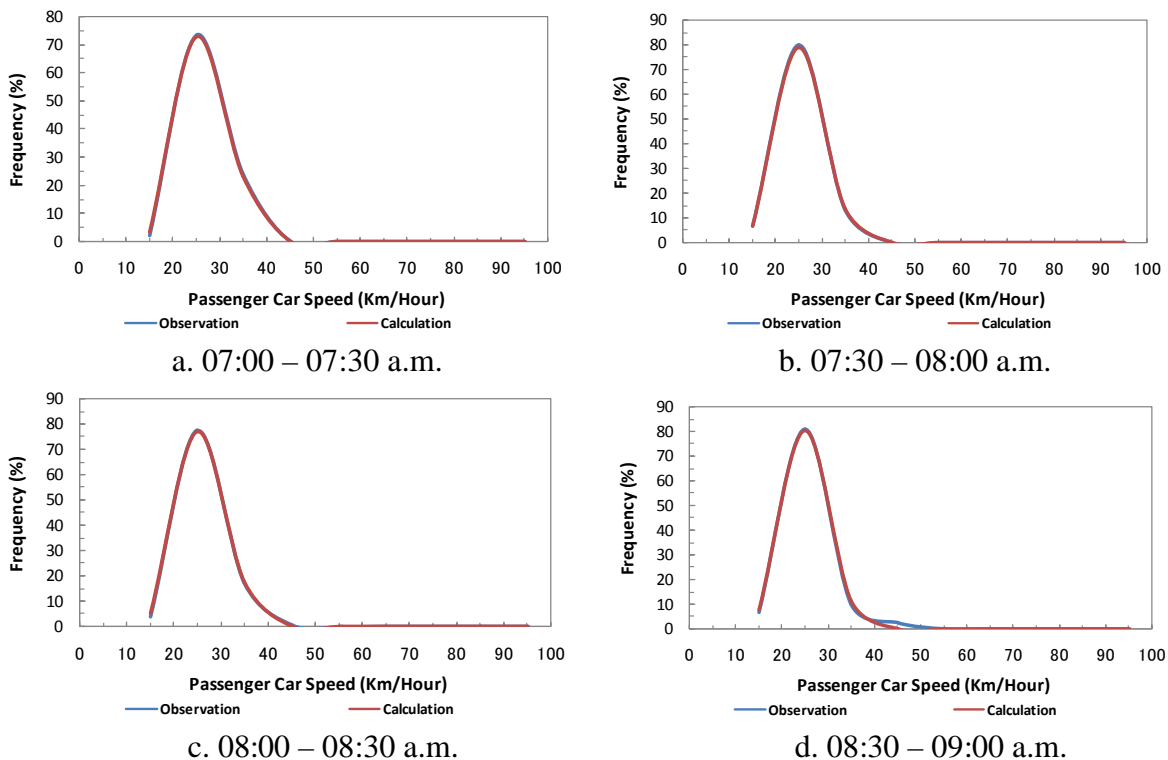 80
70
60
50
40
30
20
10
0
Frequency (%)
0 10 20 30 40 50 60 70 80 90 100
Passenger Car Speed (Km/Hour)
Observation Calculation
a. 07:00 – 07:30 a.m.
90
80
70
60
50
40
30
20
10
0
Frequency (%)
0 10 20 30 40 50 60 70 80 90 100
Passenger Car Speed (Km/Hour)
Observation Calculation
b. 07:30 – 08:00 a.m.
90
80
70
60
50
40
30
20
10
0
Frequency (%)
0 10 20 30 40 50 60 70 80 90 100
Passenger Car Speed (Km/Hour)
Observation Calculation
c. 08:00 – 08:30 a.m.
90
80
70
60
50
40
30
20
10
0
Frequency (%)
0 10 20 30 40 50 60 70 80 90 100
Passenger Car Speed (Km/Hour)
Observation Calculation
d. 08:30 – 09:00 a.m.